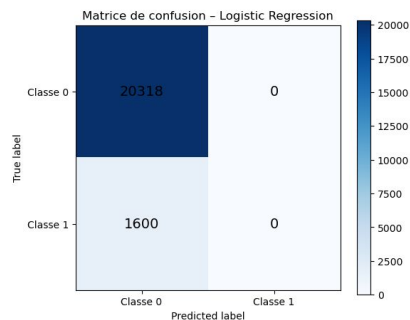 Matrice de confusion – Logistic Regression
True label
Classe 0
20318
0
Classe 1
1600
0
Classe 0
Classe 1
Predicted label
20000
17500
15000
12500
10000
7500
5000
2500
0